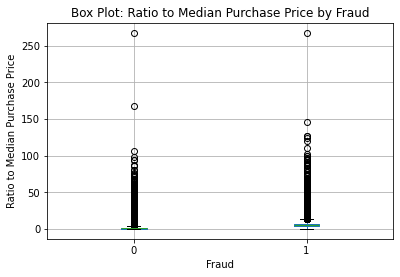 Box Plot: Ratio to Median Purchase Price by Fraud
Ratio to Median Purchase Price
250
200
150
100
50
0
0
1
Fraud